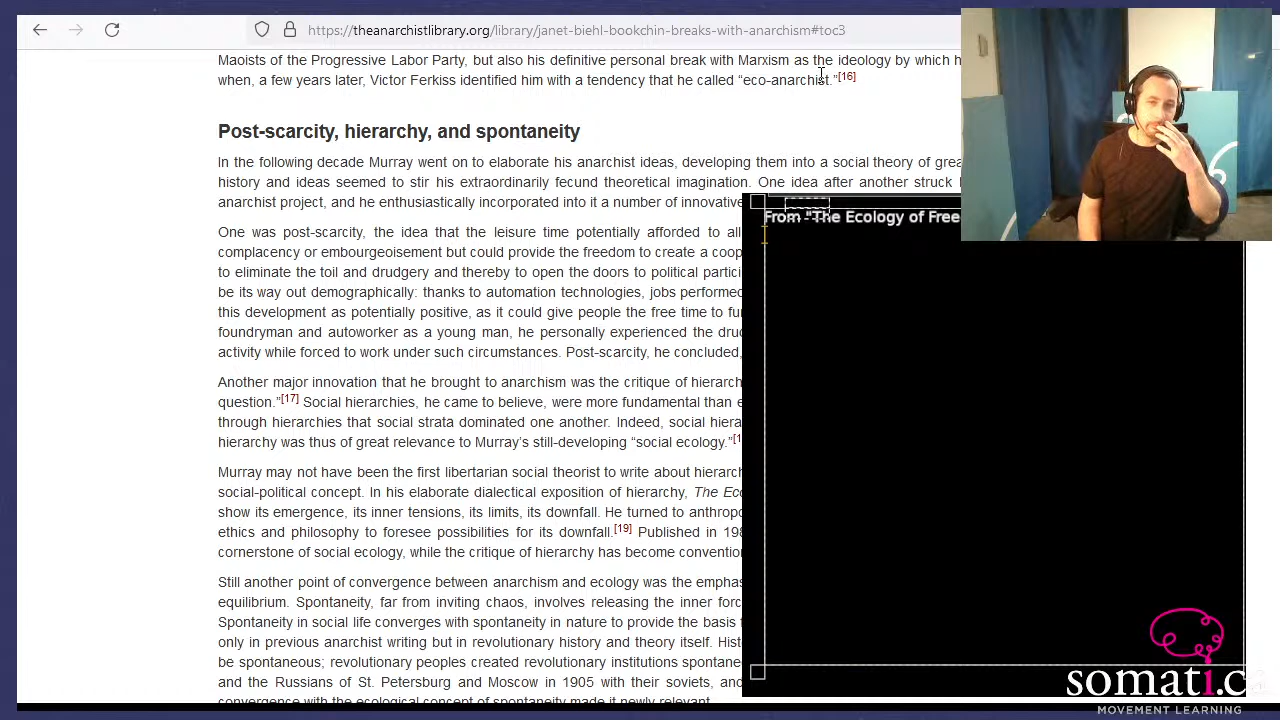 https://theanarchistlibrary.org/library/janet-biehl-bookchin-breaks-with-anarchism#toc3
Maoists of the Progressive Labor Party, but also his definitive personal break with Marxism as the ideology by which h
when, a few years later, Victor Ferkiss identified him with a tendency that he called “eco-anarchist.”[16]
Post-scarcity, hierarchy, and spontaneity
In the following decade Murray went on to elaborate his anarchist ideas, developing them into a social theory of grea
history and ideas seemed to stir his extraordinarily fecund theoretical imagination. One idea after another struck
anarchist project, and he enthusiastically incorporated into it a number of innovative
One was post-scarcity, the idea that the leisure time potentially afforded to all
complacency or embourgeoisement but could provide the freedom to create a coop
to eliminate the toil and drudgery and thereby to open the doors to political partici
be its way out demographically: thanks to automation technologies, jobs performed
this development as potentially positive, as it could give people the free time to fu
foundryman and autoworker as a young man, he personally experienced the dru
activity while forced to work under such circumstances. Post-scarcity, he concluded,
Another major innovation that he brought to anarchism was the critique of hierarch
question.”[17] Social hierarchies, he came to believe, were more fundamental than e
through hierarchies that social strata dominated one another. Indeed, social hiera
hierarchy was thus of great relevance to Murray’s still-developing “social ecology.”[1
Murray may not have been the first libertarian social theorist to write about hierarch
social-political concept. In his elaborate dialectical exposition of hierarchy, The Eco
show its emergence, its inner tensions, its limits, its downfall. He turned to anthropo
ethics and philosophy to foresee possibilities for its downfall.[19] Published in 198
cornerstone of social ecology, while the critique of hierarchy has become convention
Still another point of convergence between anarchism and ecology was the emphas
equilibrium. Spontaneity, far from inviting chaos, involves releasing the inner forc
Spontaneity in social life converges with spontaneity in nature to provide the basis
only in previous anarchist writing but in revolutionary history and theory itself. Hist
be spontaneous; revolutionary peoples created revolutionary institutions spontane
and the Russians of St. Petersburg and Moscow in 1905 with their soviets, and
convergence with the ecological concept of spontaneity made it newly relevant.
From "The Ecology of Free
somati.c
MOVEMENT LEARNING